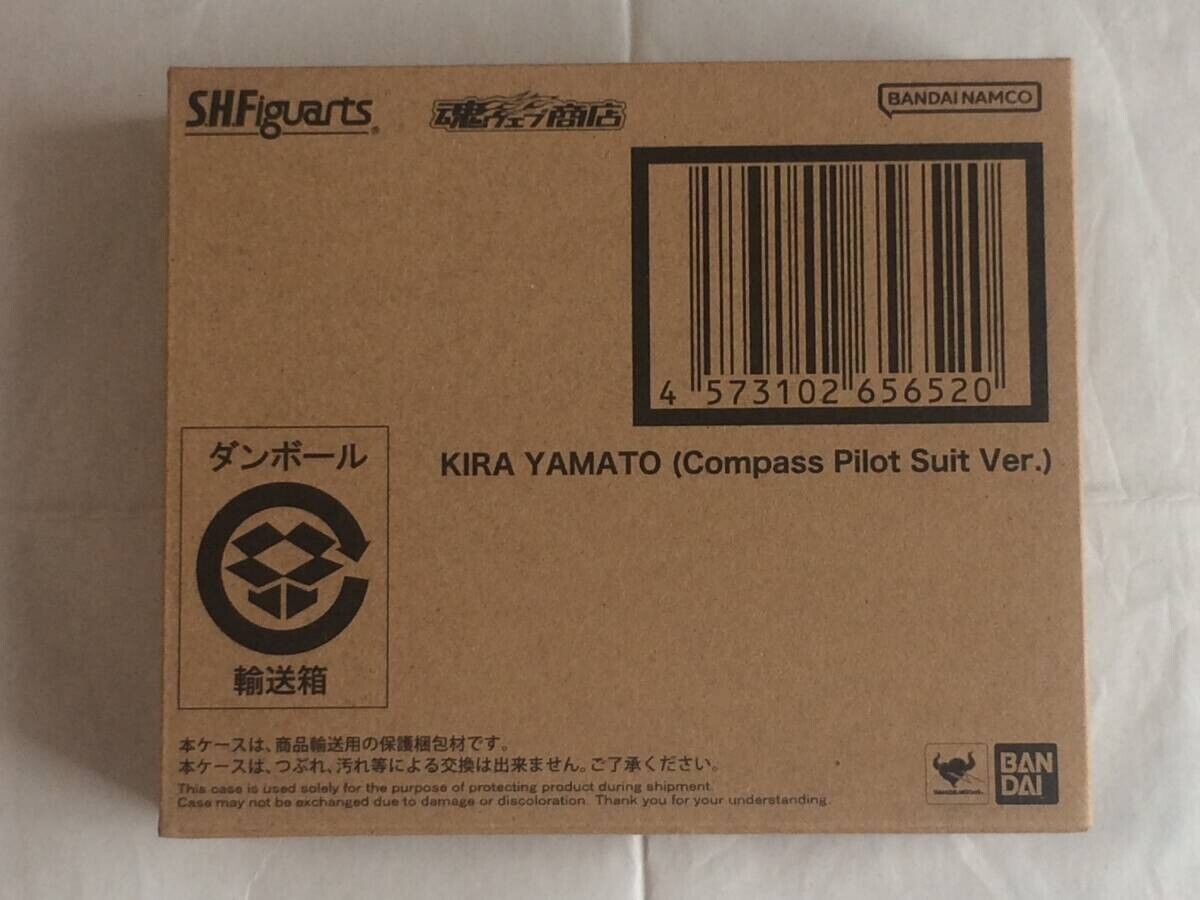 S.H.Figuarts®
魂ウェブ商店
BANDAI NAMCO
4 573102 656520
KIRA YAMATO (Compass Pilot Suit Ver.)
ダンボール
輸送箱
本ケースは、商品輸送用の保護梱包材です。
本ケースは、つぶれ、汚れ等による交換は出来ません。ご了承ください。
This case is used solely for the purpose of protecting product during shipment.
Case may not be exchanged due to damage or discoloration. Thank you for your understanding.
BAN
DAI